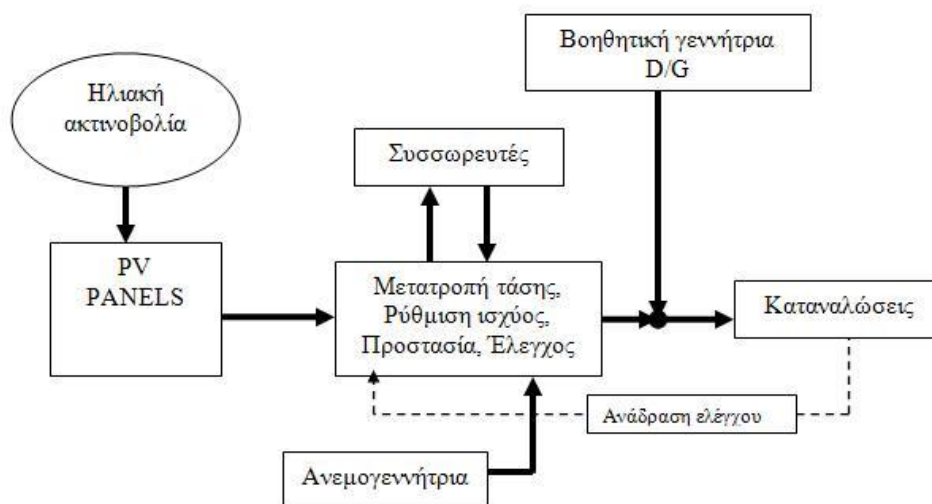 Βοηθητική γεννήτρια
D/G
Ηλιακή
ακτινοβολία
Συσσωρευτές
PV
PANELS
Μετατροπή τάσης,
Ρύθμιση ισχύος,
Προστασία, Έλεγχος
Καταναλώσεις
Ανάδραση ελέγχου
Ανεμογεννήτρια